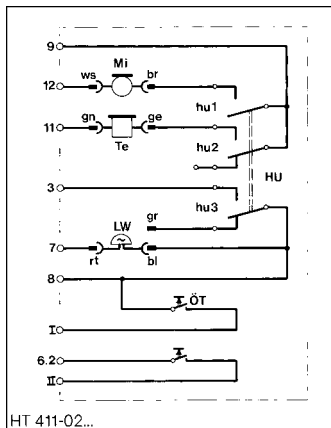 9
Mi
ws br
12
hu1
gn ge
11
Te
hu2
HU
3
hu3
gr
LW
~
7
rt bl
8
ÖT
I
6.2
II
HT 411-02...